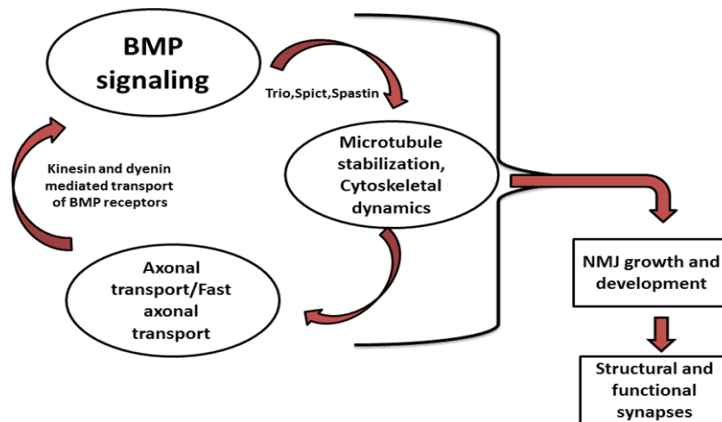 BMP
signaling
Trio,Spict,Spastin
Microtubule
stabilization,
Cytoskeletal
dynamics
Kinesin and dyenin
mediated transport
of BMP receptors
Axonal
transport/Fast
axonal
transport
NMJ growth and
development
Structural and
functional
synapses